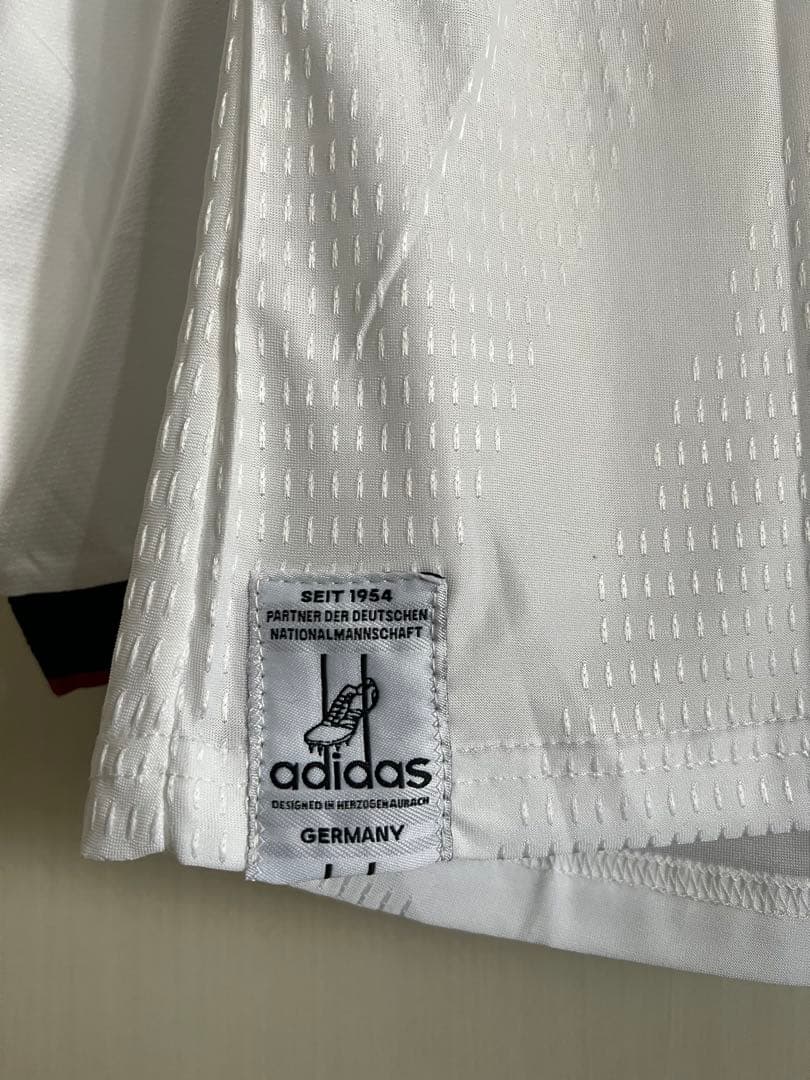 SEIT 1954
PARTNER DER DEUTSCHEN
NATIONALMANNSCHAFT
adidas
DESIGNED IN HERZOGENAURACH
GERMANY